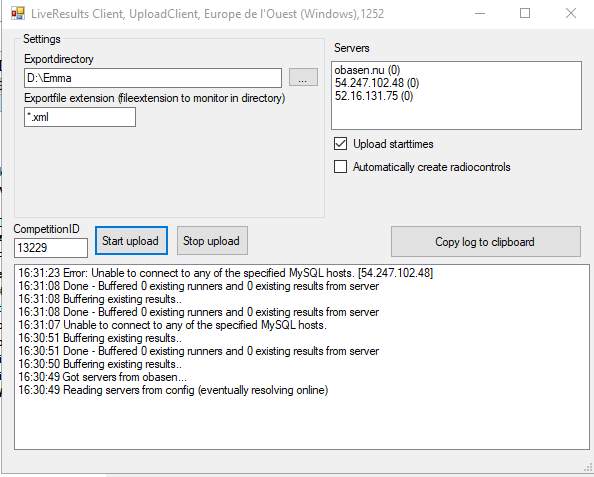 LiveResults Client, UploadClient, Europe de l'Ouest (Windows),1252
Settings
Exportdirectory
D:\Emma
...
Exportfile extension (fileextension to monitor in directory)
*.xml
Servers
obasen.nu (0)
54.247.102.48 (0)
52.16.131.75 (0)
Upload starttimes
Automatically create radiocontrols
CompetitionID
13229
Start upload
Stop upload
Copy log to clipboard
16:31:23 Error: Unable to connect to any of the specified MySQL hosts. [54.247.102.48]
16:31:08 Done - Buffered 0 existing runners and 0 existing results from server
16:31:08 Buffering existing results..
16:31:08 Done - Buffered 0 existing runners and 0 existing results from server
16:31:07 Unable to connect to any of the specified MySQL hosts.
16:30:51 Buffering existing results..
16:30:51 Done - Buffered 0 existing runners and 0 existing results from server
16:30:50 Buffering existing results..
16:30:49 Got servers from obasen...
16:30:49 Reading servers from config (eventually resolving online)